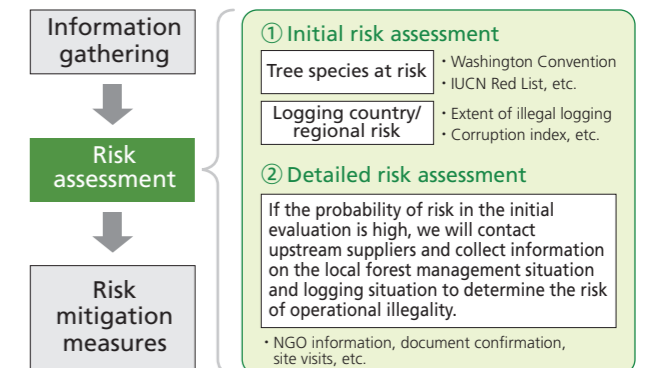 Information
gathering
Risk
assessment
Risk
mitigation
measures
① Initial risk assessment
Tree species at risk
・Washington Convention
・IUCN Red List, etc.
Logging country/
regional risk
・Extent of illegal logging
・Corruption index, etc.
② Detailed risk assessment
If the probability of risk in the initial
evaluation is high, we will contact
upstream suppliers and collect information
on the local forest management situation
and logging situation to determine the risk
of operational illegality.
・NGO information, document confirmation,
site visits, etc.